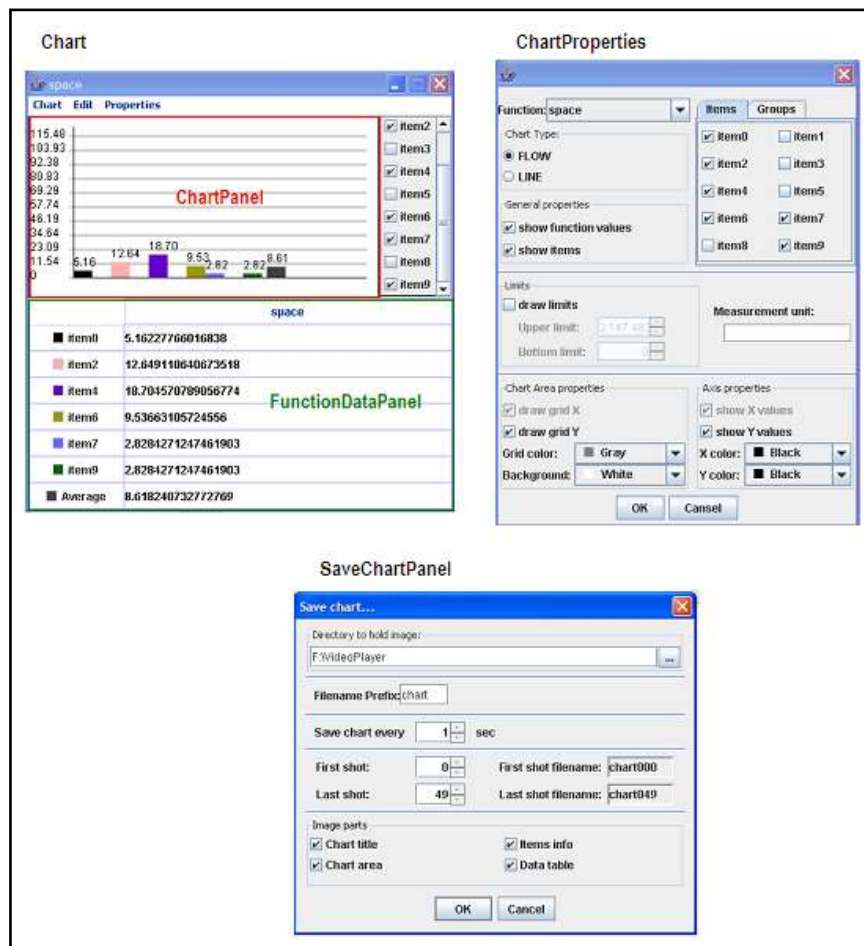 Chart
space
Chart Edit Properties
115.48
103.93
92.38
80.83
69.29
57.74
46.19
34.64
23.09
11.54
0
ChartPanel
5.16
12.64
18.70
9.53
2.82
2.82
8.61
item2
item3
item4
item5
item6
item7
item8
item9
space
item0 5.16227766016838
item2 12.649110640673518
item4 18.704570789056774
item6 9.53663105724556
item7 2.8284271247461903
item9 2.8284271247461903
Average 8.618240732772769
FunctionDataPanel
ChartProperties
Function: space
Items Groups
Chart Type:
FLOW
LINE
General properties
show function values
show items
item0 item1
item2 item3
item4 item5
item6 item7
item8 item9
Limits
draw limits
Upper limit: 2 147 48
Bottom limit: 0
Measurement unit:
Chart Area properties
draw grid X
draw grid Y
Grid color: Gray
Background: White
Axis properties
show X values
show Y values
X color: Black
Y color: Black
OK Cansel
SaveChartPanel
Save chart...
Directory to hold image:
F:\VideoPlayer
...
Filename Prefix: chart
Save chart every 1 sec
First shot: 0 First shot filename: chart000
Last shot: 49 Last shot filename: chart049
Image parts
Chart title Items info
Chart area Data table
OK Cancel